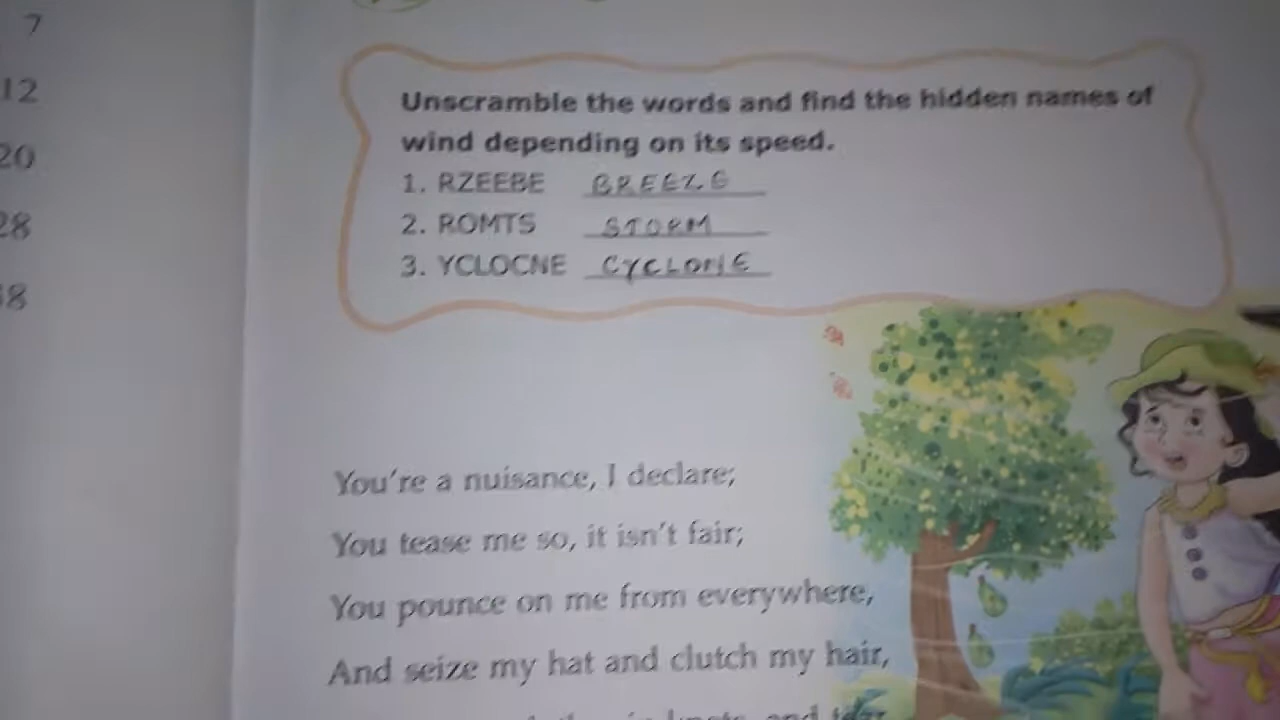 7
12
20
28
Unscramble the words and find the hidden names of
wind depending on its speed.
1. RZEEBE BREEZE
2. ROMTS STORM
3. YCLOCNE CYCLONE
You're a nuisance, I declare;
You tease me so, it isn't fair;
You pounce on me from everywhere,
And seize my hat and clutch my hair,